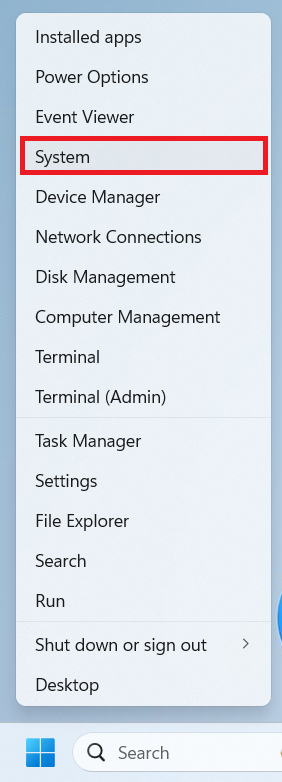 Installed apps
Power Options
Event Viewer
System
Device Manager
Network Connections
Disk Management
Computer Management
Terminal
Terminal (Admin)
Task Manager
Settings
File Explorer
Search
Run
Shut down or sign out
Desktop
Search